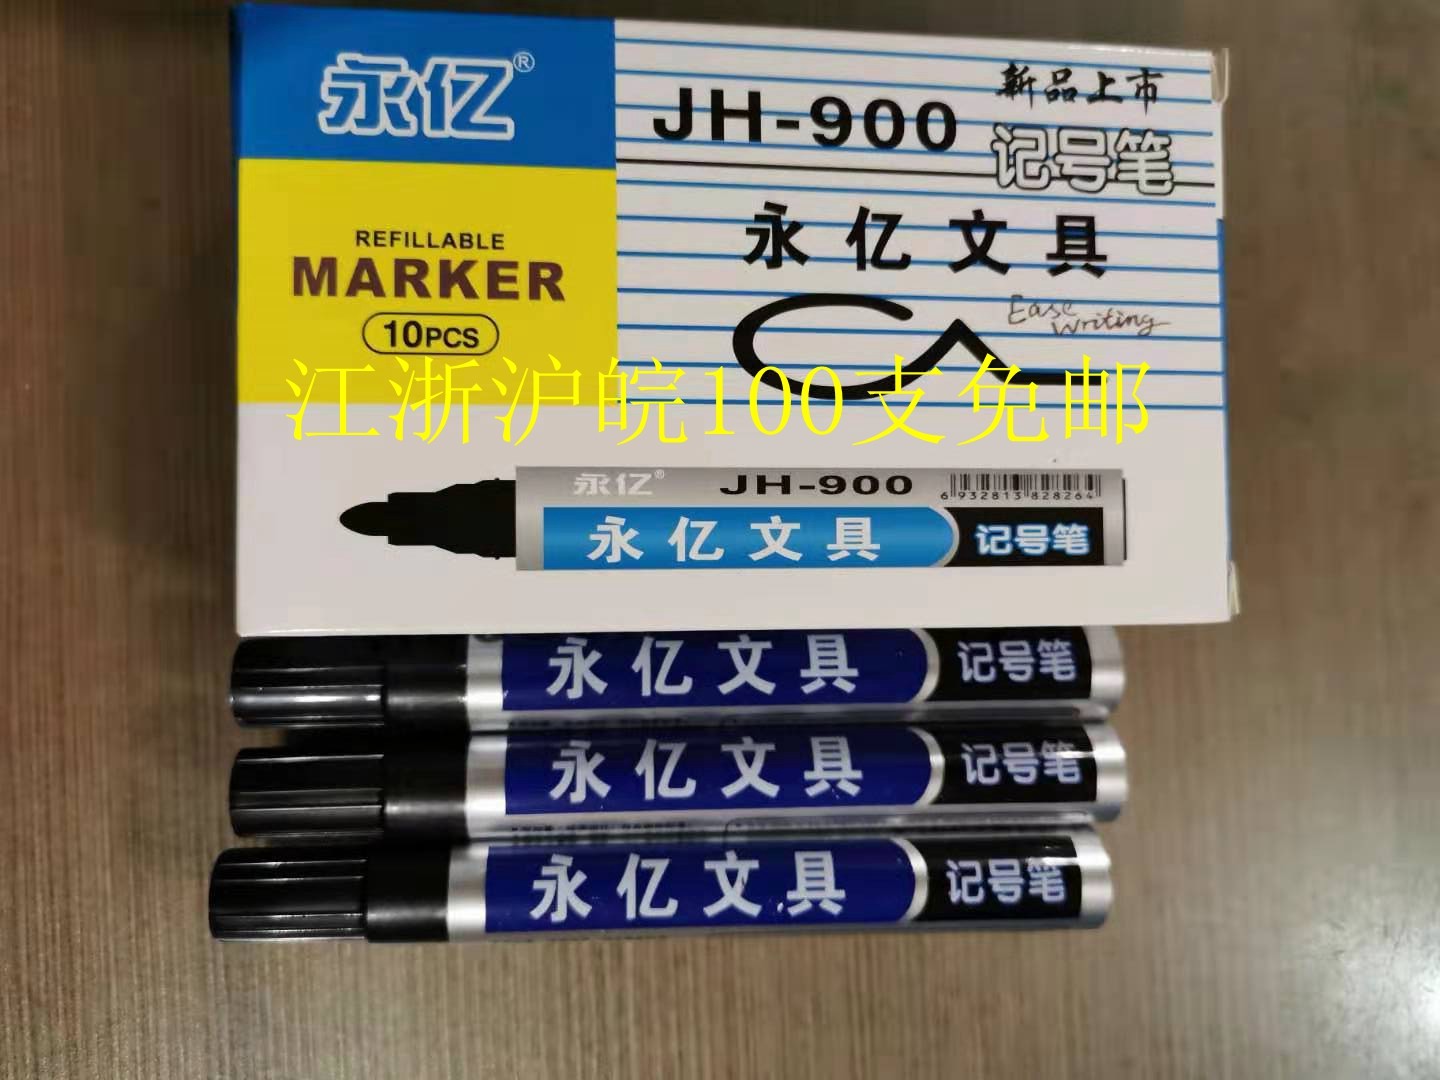 永亿®
JH-900
新品上市
记号笔
永亿文具
Ease
Writing
REFILLABLE
MARKER
10PCS
江浙沪皖100支免邮
永亿®
JH-900
6 932813 828264
永亿文具
记号笔
永亿文具
记号笔
永亿文具
记号笔
永亿文具
记号笔